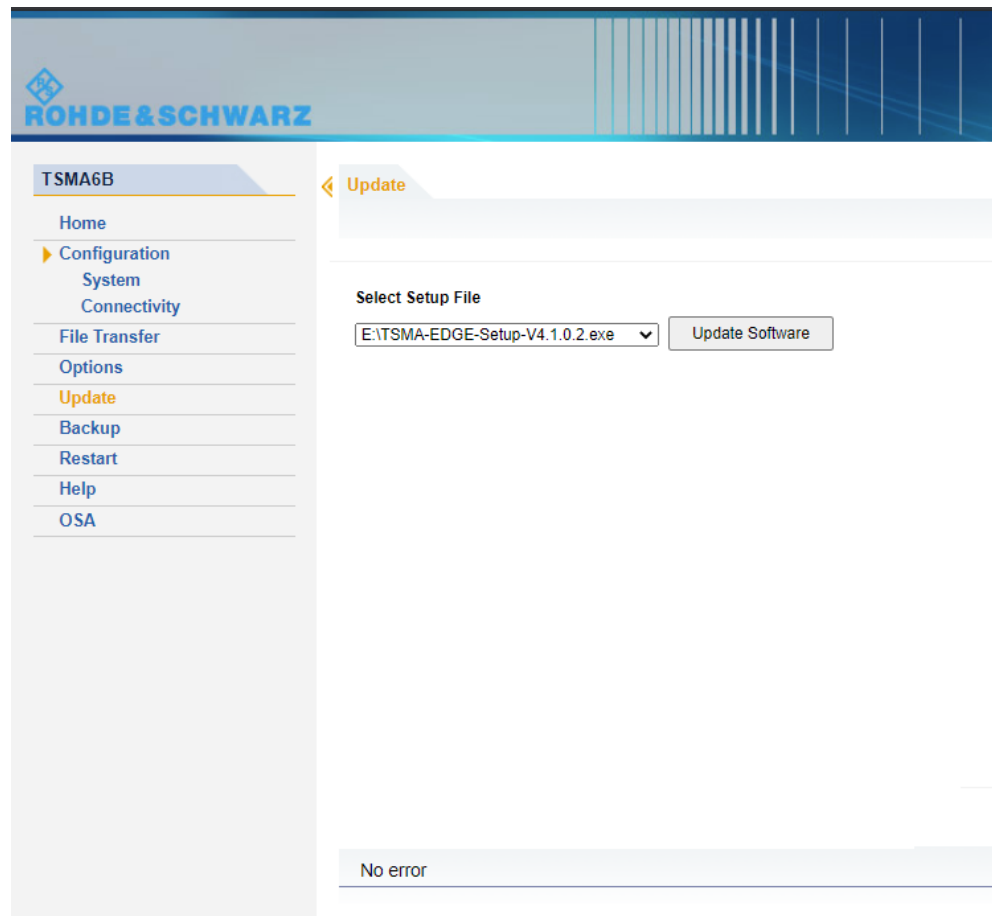 ROHDE&SCHWARZ
TSMA6B
Home
Configuration
System
Connectivity
File Transfer
Options
Update
Backup
Restart
Help
OSA
Update
Select Setup File
E:\TSMA-EDGE-Setup-V4.1.0.2.exe Update Software
No error